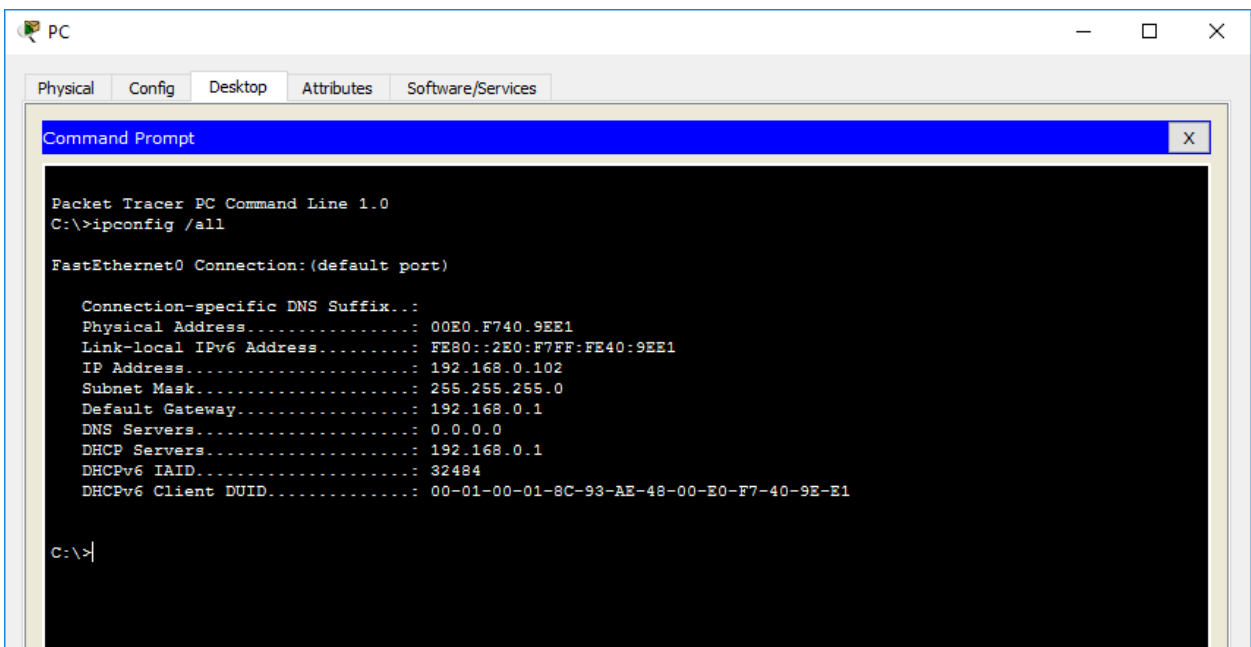 PC
Physical Config Desktop Attributes Software/Services
Command Prompt X
Packet Tracer PC Command Line 1.0
C:\>ipconfig /all
FastEthernet0 Connection:(default port)
Connection-specific DNS Suffix..:
Physical Address................: 00E0.F740.9EE1
Link-local IPv6 Address.........: FE80::2E0:F7FF:FE40:9EE1
IP Address......................: 192.168.0.102
Subnet Mask.....................: 255.255.255.0
Default Gateway.................: 192.168.0.1
DNS Servers.....................: 0.0.0.0
DHCP Servers....................: 192.168.0.1
DHCPv6 IAID.....................: 32484
DHCPv6 Client DUID..............: 00-01-00-01-8C-93-AE-48-00-E0-F7-40-9E-E1
C:\>